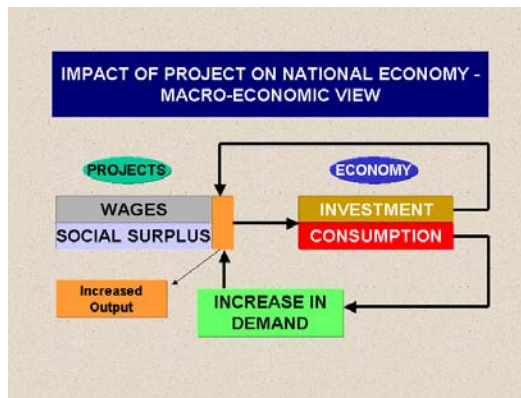 IMPACT OF PROJECT ON NATIONAL ECONOMY -
MACRO-ECONOMIC VIEW
PROJECTS
ECONOMY
WAGES
INVESTMENT
SOCIAL SURPLUS
CONSUMPTION
Increased
Output
INCREASE IN
DEMAND